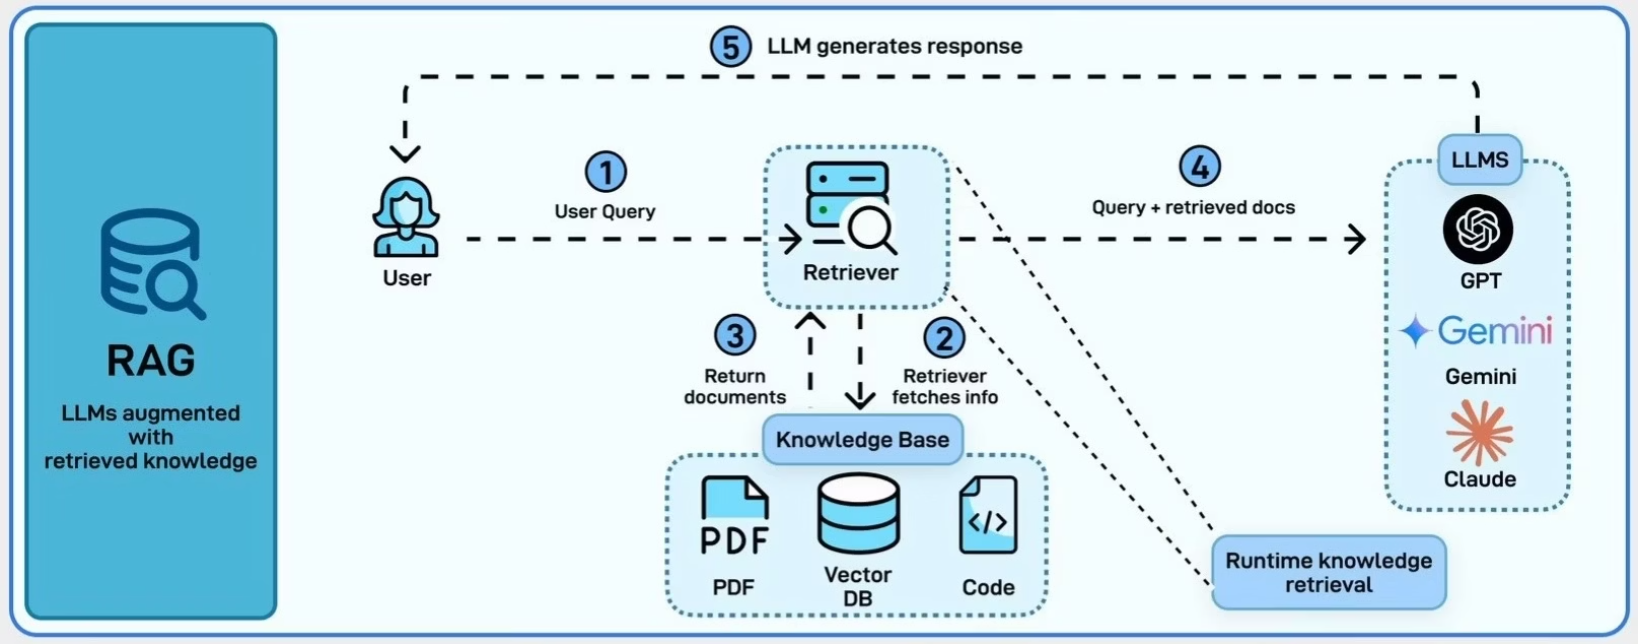 RAG
LLMs augmented
with
retrieved knowledge
5
LLM generates response
User
1
User Query
Retriever
3
Return
documents
2
Retriever
fetches info
Knowledge Base
PDF
PDF
Vector
DB
</>
Code
4
Query + retrieved docs
LLMS
GPT
Gemini
Gemini
Claude
Runtime knowledge
retrieval